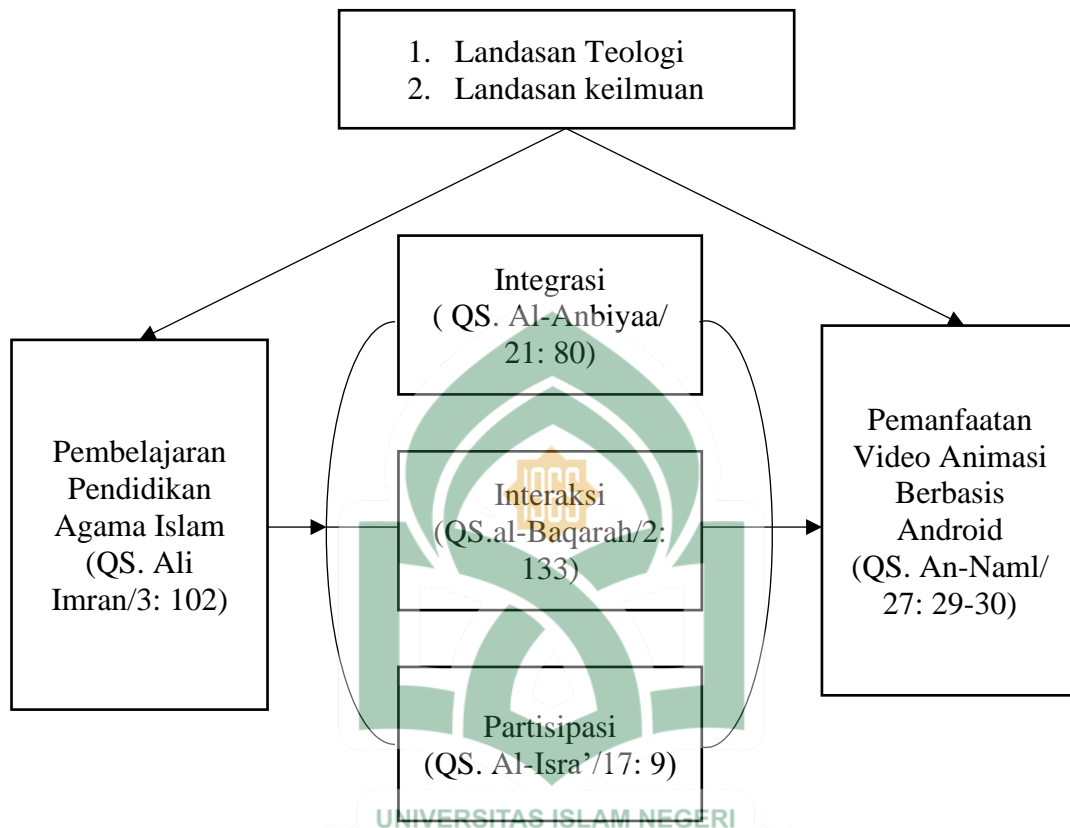 1. Landasan Teologi
2. Landasan keilmuan
Integrasi
( QS. Al-Anbiyaa/
21: 80)
Pembelajaran
Pendidikan
Agama Islam
(QS. Ali
Imran/3: 102)
Interaksi
(QS.al-Baqarah/2:
133)
Pemanfaatan
Video Animasi
Berbasis
Android
(QS. An-Naml/
27: 29-30)
Partisipasi
(QS. Al-Isra’/17: 9)
UNIVERSITAS ISLAM NEGERI